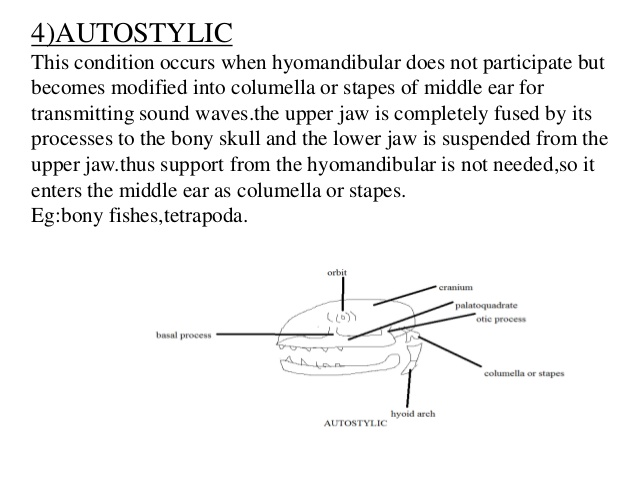 4)AUTOSTYLIC
This condition occurs when hyomandibular does not participate but
becomes modified into columella or stapes of middle ear for
transmitting sound waves.the upper jaw is completely fused by its
processes to the bony skull and the lower jaw is suspended from the
upper jaw.thus support from the hyomandibular is not needed,so it
enters the middle ear as columella or stapes.
Eg:bony fishes,tetrapoda.
orbit
cranium
palatoquadrate
otic process
basal process
columella or stapes
hyoid arch
AUTOSTYLIC